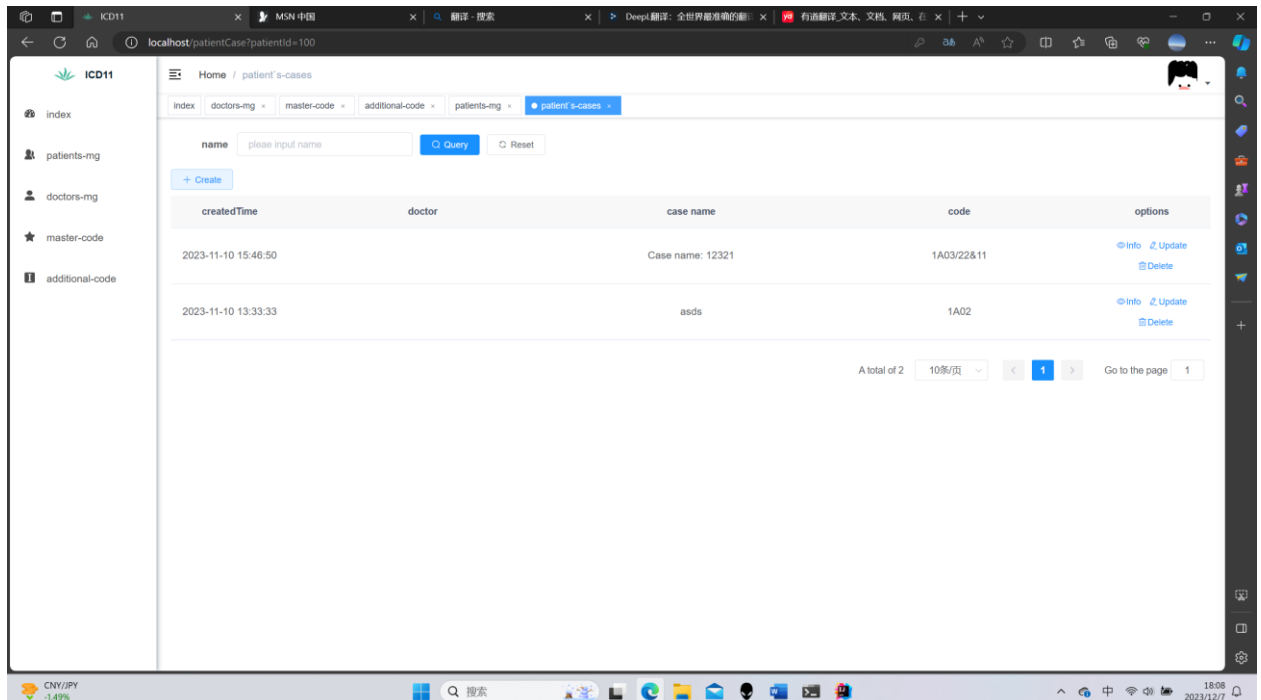 ICD11
MSN 中国
翻译 - 搜索
DeepL翻译：全世界最准确的翻
有道翻译_文本、文档、网页、在
localhost/patientCase?patientId=100
ICD11
Home / patient`s-cases
index
doctors-mg
master-code
additional-code
patients-mg
patient`s-cases
index
patients-mg
doctors-mg
master-code
additional-code
name
pleae input name
Query
Reset
+ Create
createdTime doctor case name code options
2023-11-10 15:46:50 Case name: 12321 1A03/22&11 Info Update
Delete
2023-11-10 13:33:33 asds 1A02 Info Update
Delete
A total of 2 10条/页 < 1 > Go to the page 1
CNY/JPY
-1.49%
搜索
中
18:08
2023/12/7